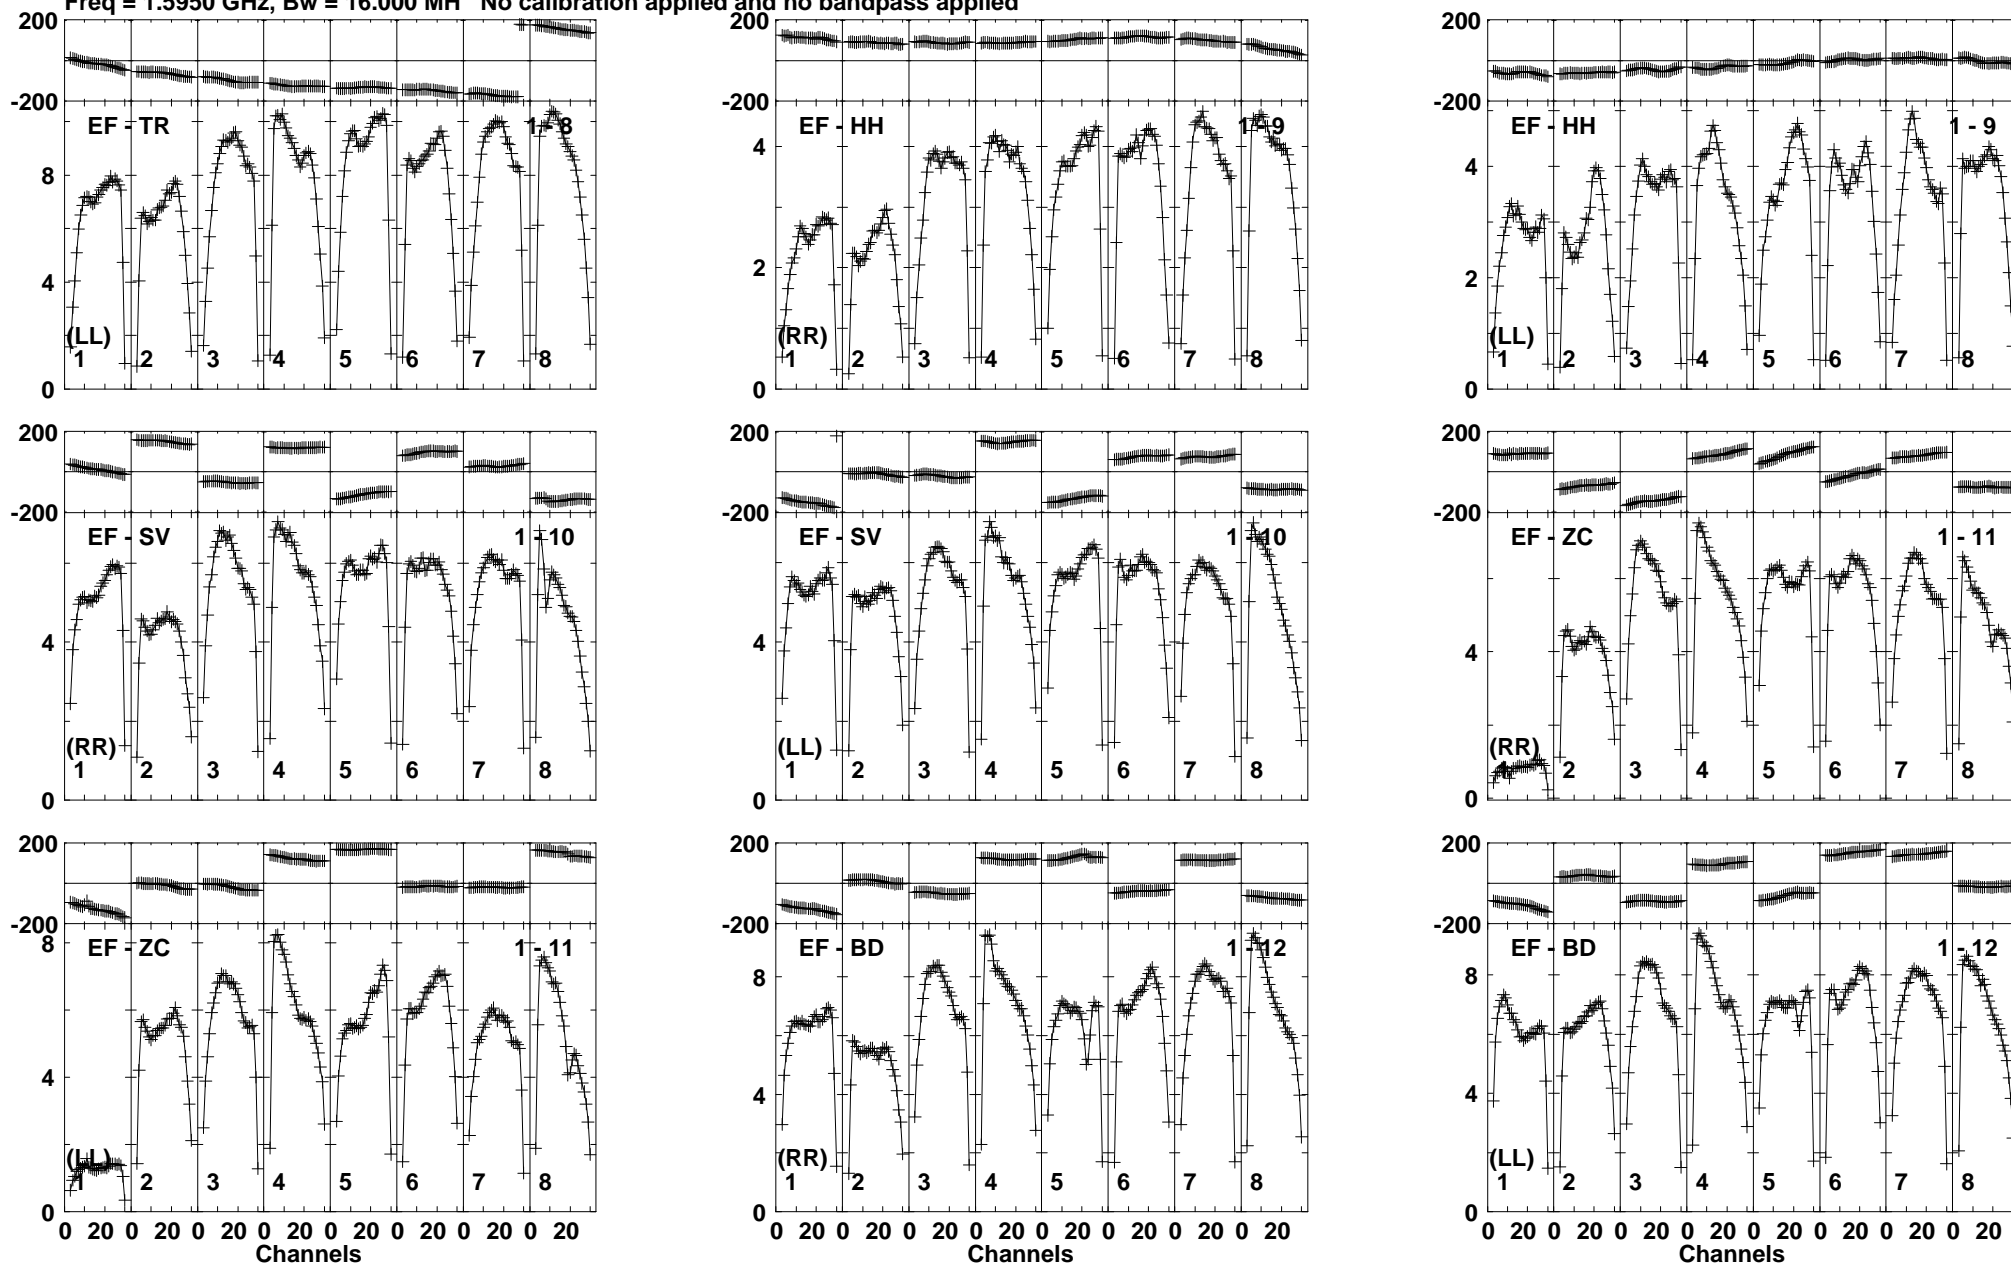 Freq = 1.5950 GHz, Bw = 16.000 MH No calibration applied and no bandpass applied
200 200 200
-200 -200 -200
EF - TR 1 - 8 EF - HH 1 - 9 EF - HH 1 - 9
8 4 4
4 2 2
(LL) (RR) (LL)
1 2 3 4 5 6 7 8 1 2 3 4 5 6 7 8 1 2 3 4 5 6 7 8
0 0 0
200 200 200
-200 -200 -200
EF - SV 1 - 10 EF - SV 1 - 10 EF - ZC 1 - 11
4 4 4
(RR) (LL) (RR)
1 2 3 4 5 6 7 8 1 2 3 4 5 6 7 8 1 2 3 4 5 6 7 8
0 0 0
200 200 200
-200 -200 -200
8
EF - ZC 1 - 11 EF - BD 1 - 12 EF - BD 1 - 12
8 8
4 4 4
(LL) (RR) (LL)
1 2 3 4 5 6 7 8 1 2 3 4 5 6 7 8 1 2 3 4 5 6 7 8
0 0 0
0 20 0 20 0 20 0 20 0 20 0 20 0 20 0 20 0 20 0 20 0 20 0 20 0 20 0 20 0 20 0 20 0 20 0 20 0 20 0 20 0 20 0 20 0 20 0 20
Channels Channels Channels